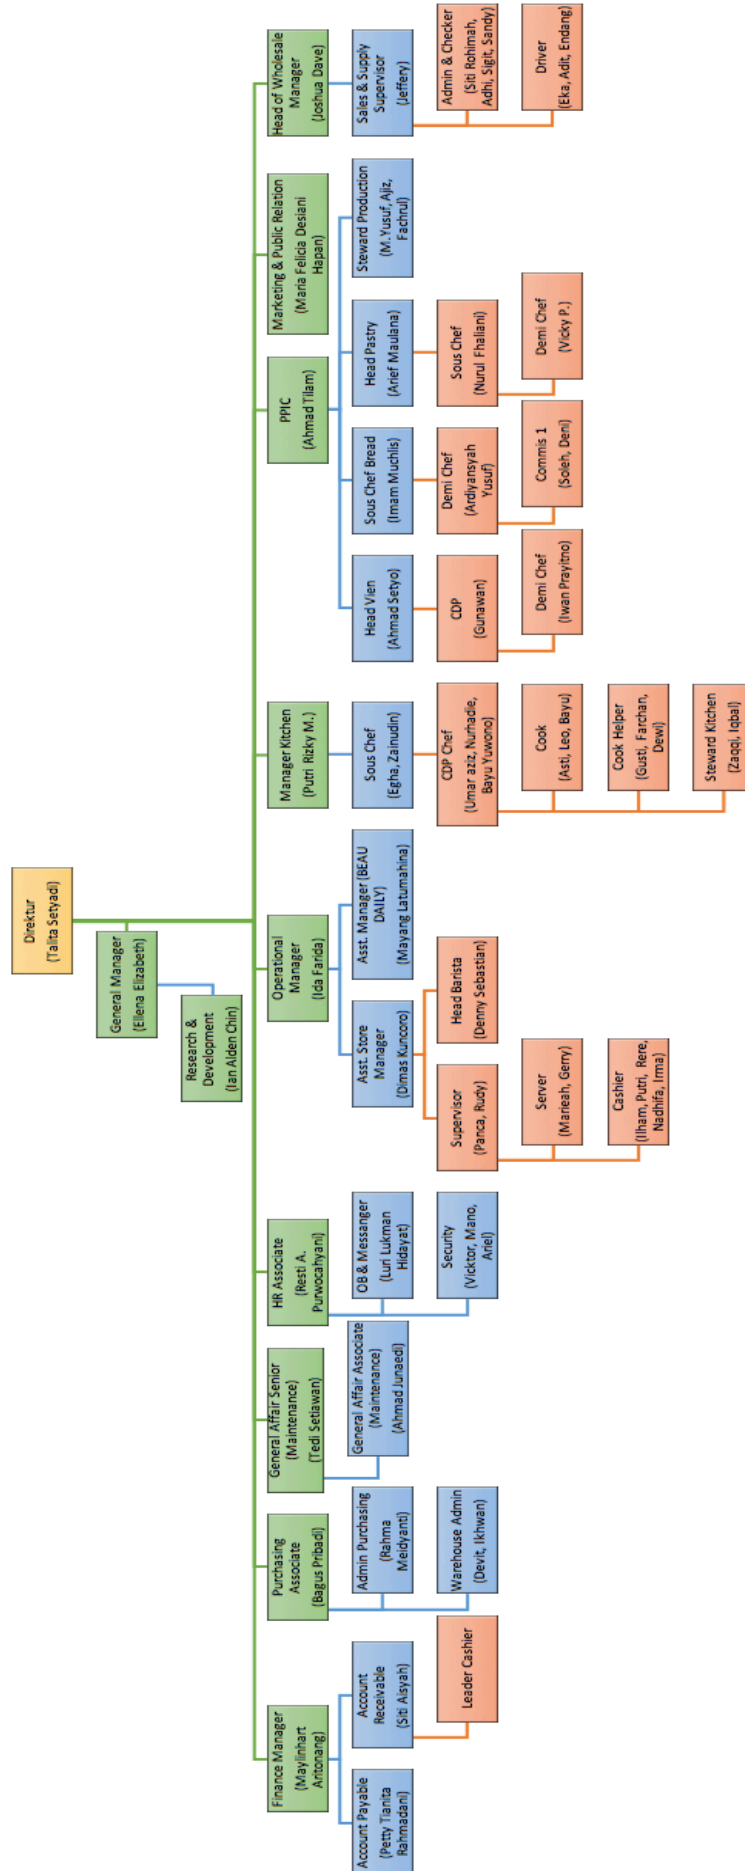 Direktur
(Talita Setyadi)
General Manager
(Ellena Elizabeth)
Research &
Development
(Ian Alden Chin)
Finance Manager
(Maylinhart
Aritonang)
Account Payable
(Petty Tianita
Rahmadani)
Account
Receivable
(Siti Aisyah)
Leader Cashier
Purchasing
Associate
(Bagus Pribadi)
Admin Purchasing
(Rahma
Meidyanti)
Warehouse Admin
(Devit, Ikhwan)
General Affair Senior
(Maintenance)
(Tedi Setiawan)
General Affair Associate
(Maintenance)
(Ahmad Junaedi)
HR Associate
(Resti A.
Purwocahyani)
OB & Messanger
(Luri Lukman
Hidayat)
Security
(Vicktor, Mano,
Ariel)
Operational
Manager
(Ida Farida)
Asst. Store
Manager
(Dimas Kuncoro)
Supervisor
(Panca, Rudy)
Server
(Marieah, Gerry)
Cashier
(Ilham, Putri, Rere,
Nadhifa, Irma)
Head Barista
(Denny Sebastian)
Asst. Manager (BEAU
DAILY)
(Mayang Latumahina)
Manager Kitchen
(Putri Rizky M.)
Sous Chef
(Egha, Zainudin)
CDP Chef
(Umar aziz, Nurhadie,
Bayu Yuwono)
Cook
(Asti, Leo, Bayu)
Cook Helper
(Gusti, Farchan,
Dewi)
Steward Kitchen
(Zaqqi, Iqbal)
PPIC
(Ahmad Tilam)
Head Vien
(Ahmad Setyo)
CDP
(Gunawan)
Demi Chef
(Iwan Prayitno)
Sous Chef Bread
(Imam Muchlis)
Demi Chef
(Ardiyansyah
Yusuf)
Commis 1
(Soleh, Deni)
Head Pastry
(Arief Maulana)
Sous Chef
(Nurul Fhaliani)
Demi Chef
(Vicky P.)
Steward Production
(M.Yusuf, Ajiz,
Fachrul)
Marketing & Public Relation
(Maria Felicia Desiani
Hapan)
Head of Wholesale
Manager
(Joshua Dave)
Sales & Supply
Supervisor
(Jeffery)
Admin & Checker
(Siti Rohimah,
Adhi, Sigit, Sandy)
Driver
(Eka, Adit, Endang)